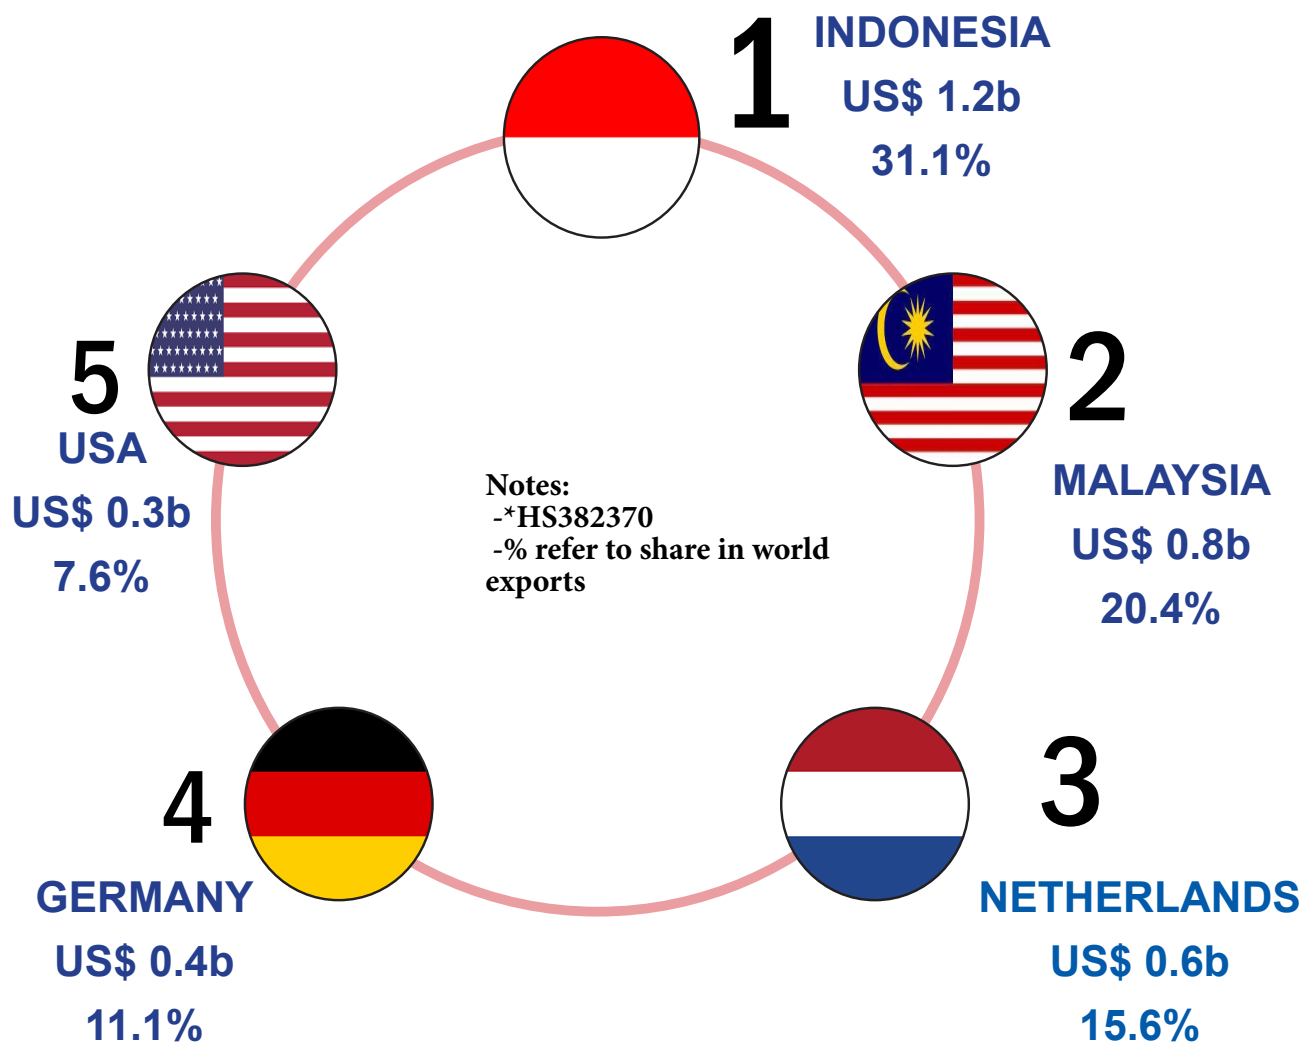 1
INDONESIA
US$ 1.2b
31.1%
2
MALAYSIA
US$ 0.8b
20.4%
3
NETHERLANDS
US$ 0.6b
15.6%
4
GERMANY
US$ 0.4b
11.1%
5
USA
US$ 0.3b
7.6%
Notes:
-*HS382370
-% refer to share in world
exports